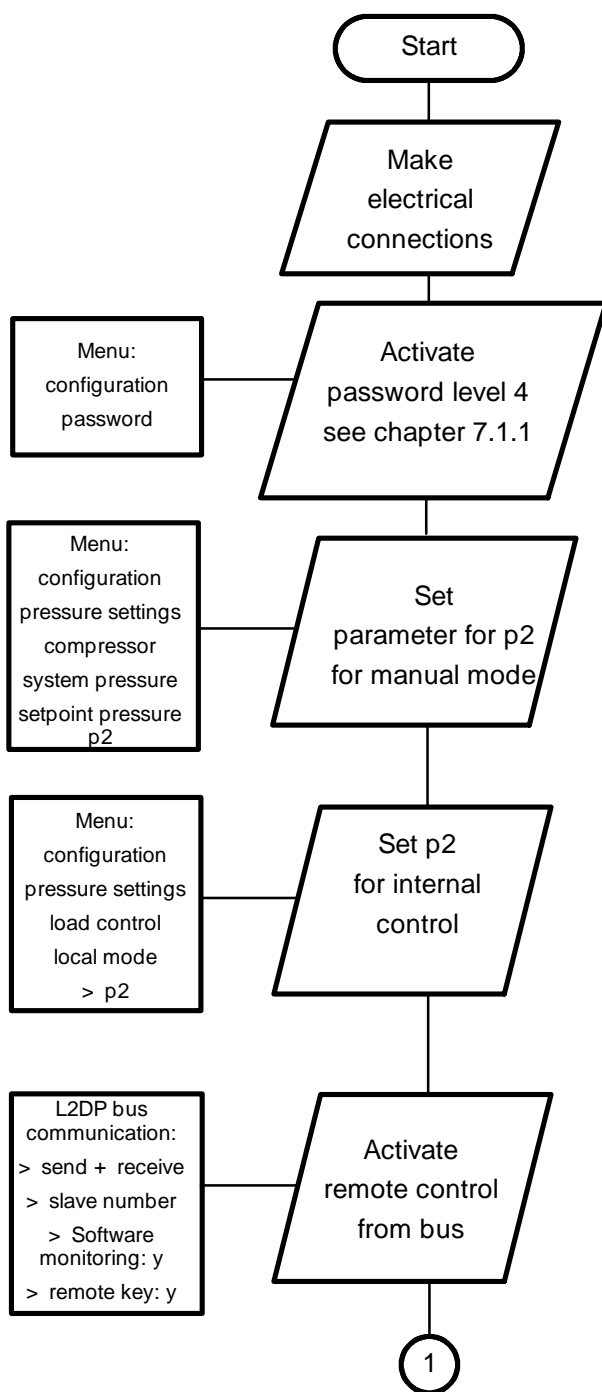 Start
Make
electrical
connections
Menu:
configuration
password
Activate
password level 4
see chapter 7.1.1
Menu:
configuration
pressure settings
compressor
system pressure
setpoint pressure
p2
Set
parameter for p2
for manual mode
Menu:
configuration
pressure settings
load control
local mode
> p2
Set p2
for internal
control
L2DP bus
communication:
> send + receive
> slave number
> Software
monitoring: y
> remote key: y
Activate
remote control
from bus
1